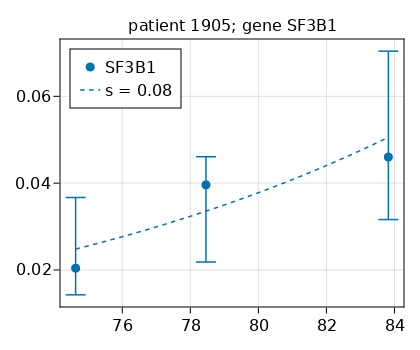 patient 1905; gene SF3B1
SF3B1
s = 0.08
0.06
0.04
0.02
76 78 80 82 84